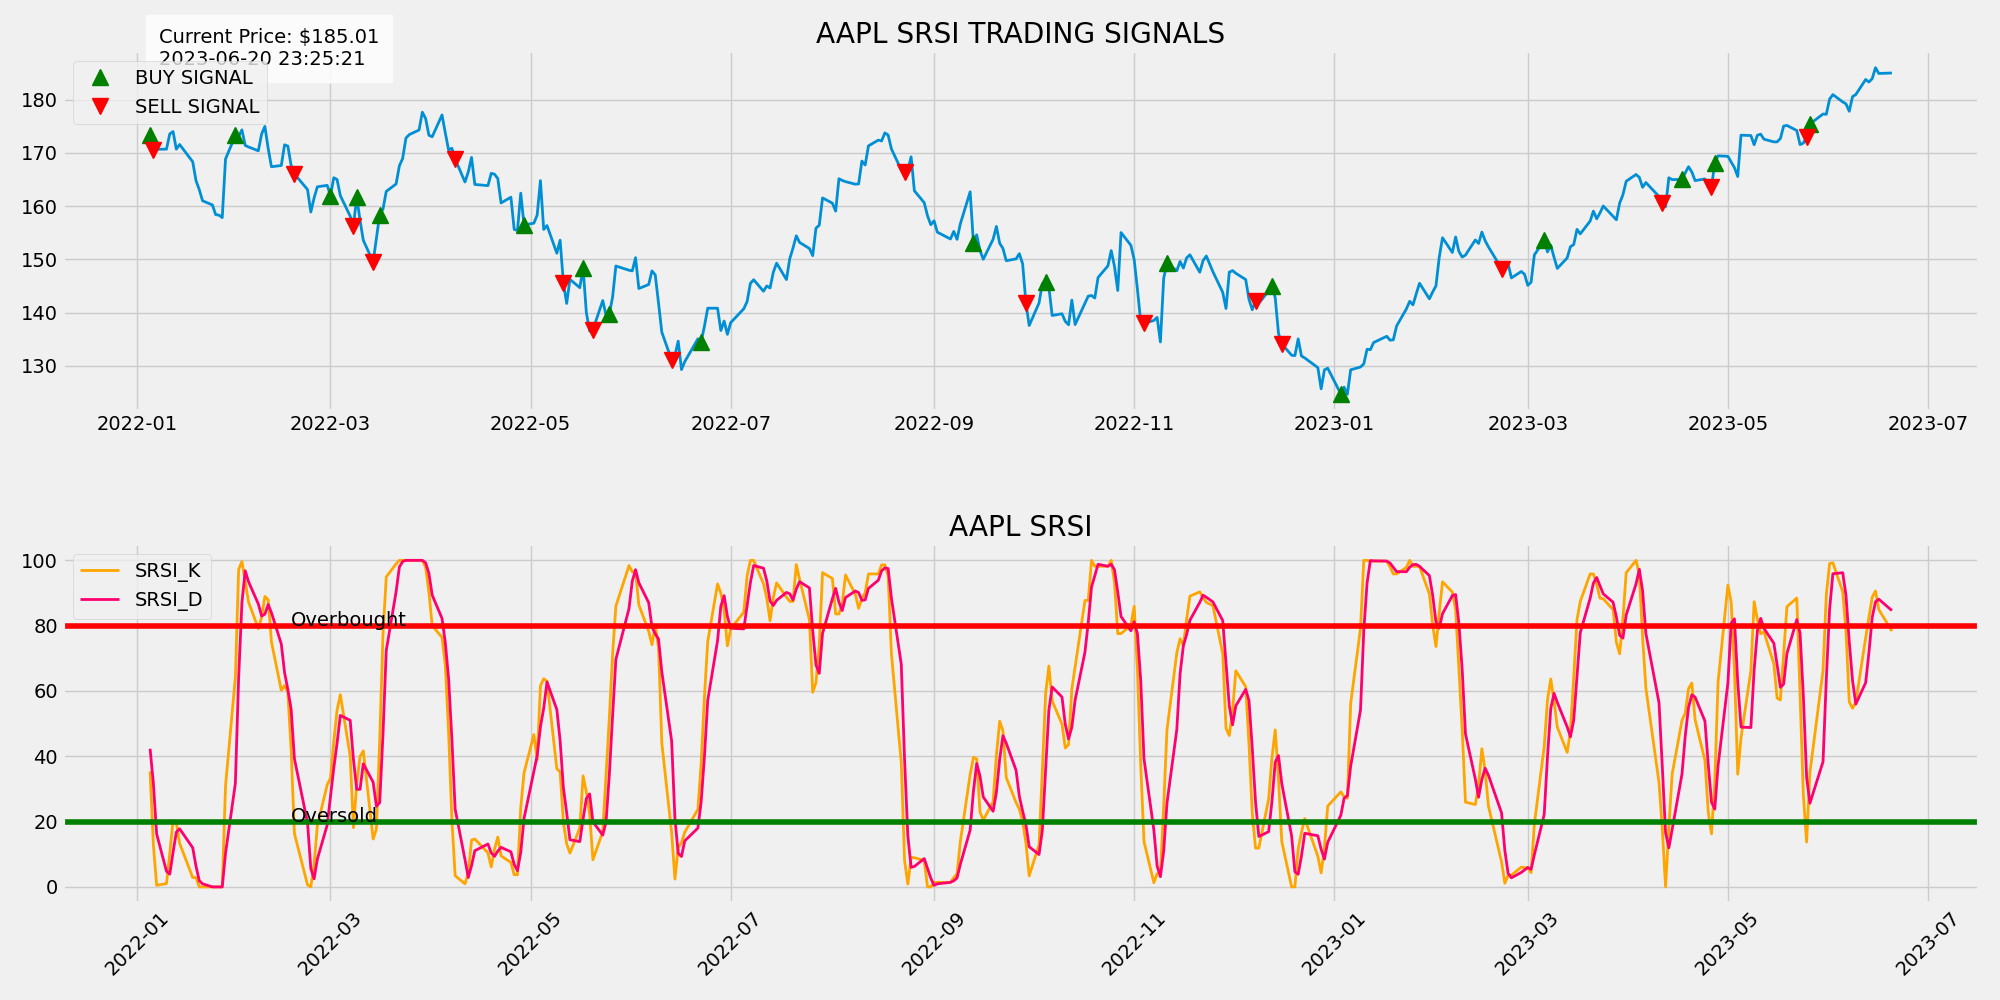 AAPL SRSI TRADING SIGNALS
Current Price: $185.01
2023-06-20 23:25:21
BUY SIGNAL
SELL SIGNAL
180
170
160
150
140
130
2022-01 2022-03 2022-05 2022-07 2022-09 2022-11 2023-01 2023-03 2023-05 2023-07
AAPL SRSI
SRSI_K
SRSI_D
100
80
60
40
20
0
Overbought
Oversold
2022-01 2022-03 2022-05 2022-07 2022-09 2022-11 2023-01 2023-03 2023-05 2023-07